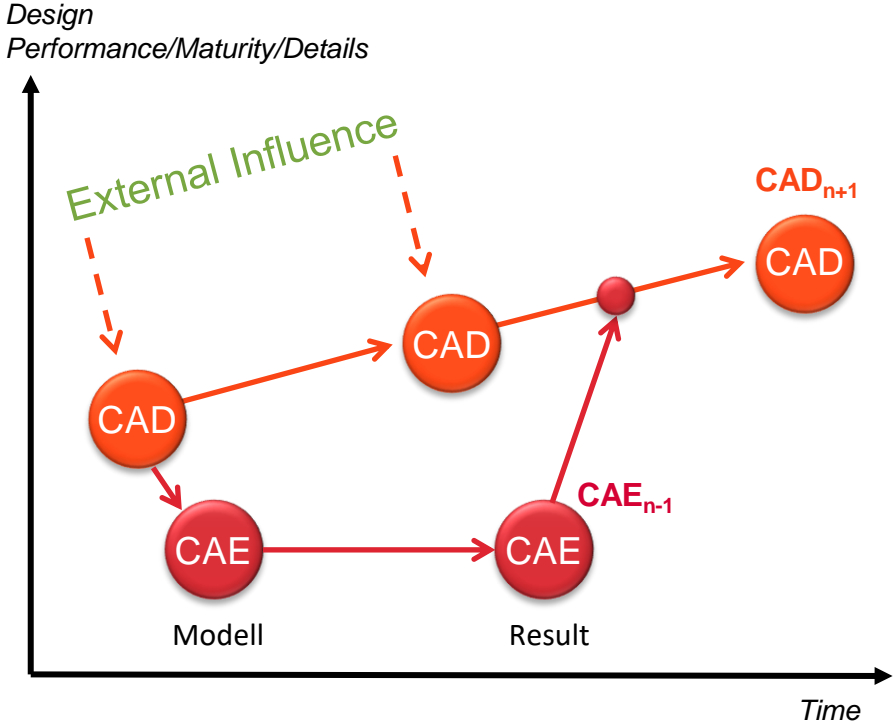 Design
Performance/Maturity/Details
External Influence
CAD
CAD
CAD
CADₙ₊₁
CAE
CAE
CAEₙ₋₁
Modell
Result
Time